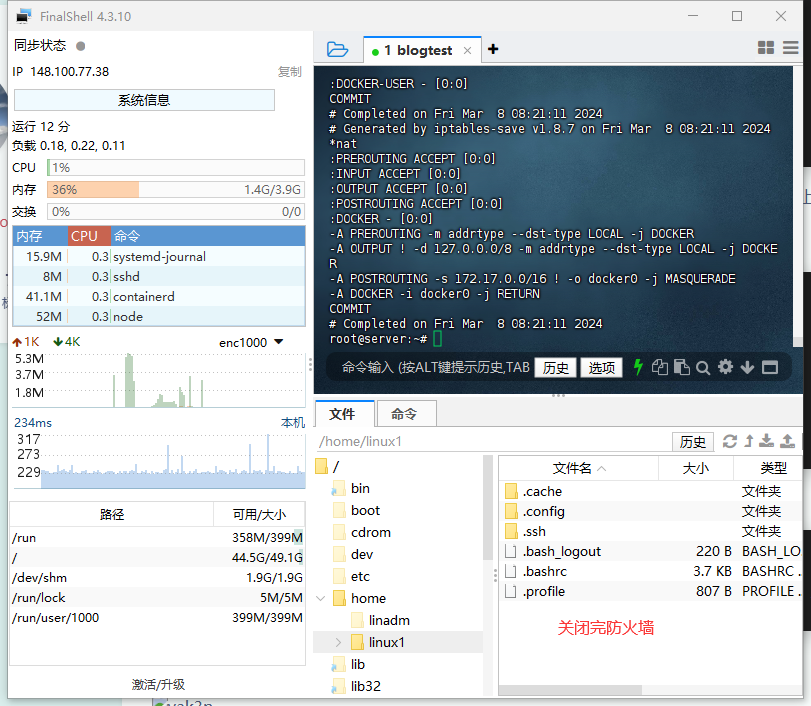 FinalShell 4.3.10
同步状态
IP 148.100.77.38
复制
系统信息
运行 12 分
负载 0.18, 0.22, 0.11
CPU 1%
内存 36% 1.4G/3.9G
交换 0% 0/0
内存 CPU 命令
15.9M 0.3 systemd-journal
8M 0.3 sshd
41.1M 0.3 containerd
52M 0.3 node
1K 4K enc1000
5.3M
3.7M
1.8M
234ms 本机
317
273
229
路径 可用/大小
/run 358M/399M
/ 44.5G/49.1G
/dev/shm 1.9G/1.9G
/run/lock 5M/5M
/run/user/1000 399M/399M
激活/升级
1 blogtest
:DOCKER-USER - [0:0]
COMMIT
# Completed on Fri Mar  8 08:21:11 2024
# Generated by iptables-save v1.8.7 on Fri Mar  8 08:21:11 2024
*nat
:PREROUTING ACCEPT [0:0]
:INPUT ACCEPT [0:0]
:OUTPUT ACCEPT [0:0]
:POSTROUTING ACCEPT [0:0]
:DOCKER - [0:0]
-A PREROUTING -m addrtype --dst-type LOCAL -j DOCKER
-A OUTPUT ! -d 127.0.0.0/8 -m addrtype --dst-type LOCAL -j DOCKE
R
-A POSTROUTING -s 172.17.0.0/16 ! -o docker0 -j MASQUERADE
-A DOCKER -i docker0 -j RETURN
COMMIT
# Completed on Fri Mar  8 08:21:11 2024
root@server:~#
命令输入 (按ALT键提示历史,TAB 历史 选项
文件 命令
/home/linux1 历史
/
bin
boot
cdrom
dev
etc
home
linadm
linux1
lib
lib32
文件名 大小 类型
.cache 文件夹
.config 文件夹
.ssh 文件夹
.bash_logout 220 B BASH_LO
.bashrc 3.7 KB BASHRC .
.profile 807 B PROFILE .
关闭完防火墙